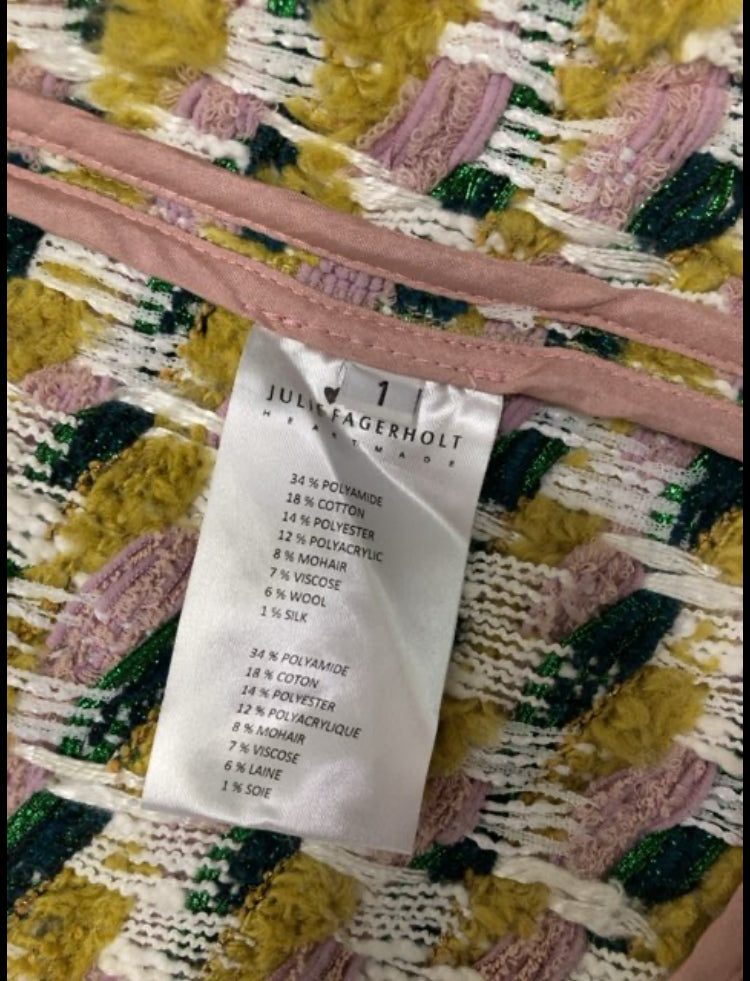 1
JULIE FAGERHOLT
HEARTMADE
34 % POLYAMIDE
18 % COTTON
14 % POLYESTER
12 % POLYACRYLIC
8 % MOHAIR
7 % VISCOSE
6 % WOOL
1 % SILK
34 % POLYAMIDE
18 % COTON
14 % POLYESTER
12 % POLYACRYLIQUE
8 % MOHAIR
7 % VISCOSE
6 % LAINE
1 % SOIE